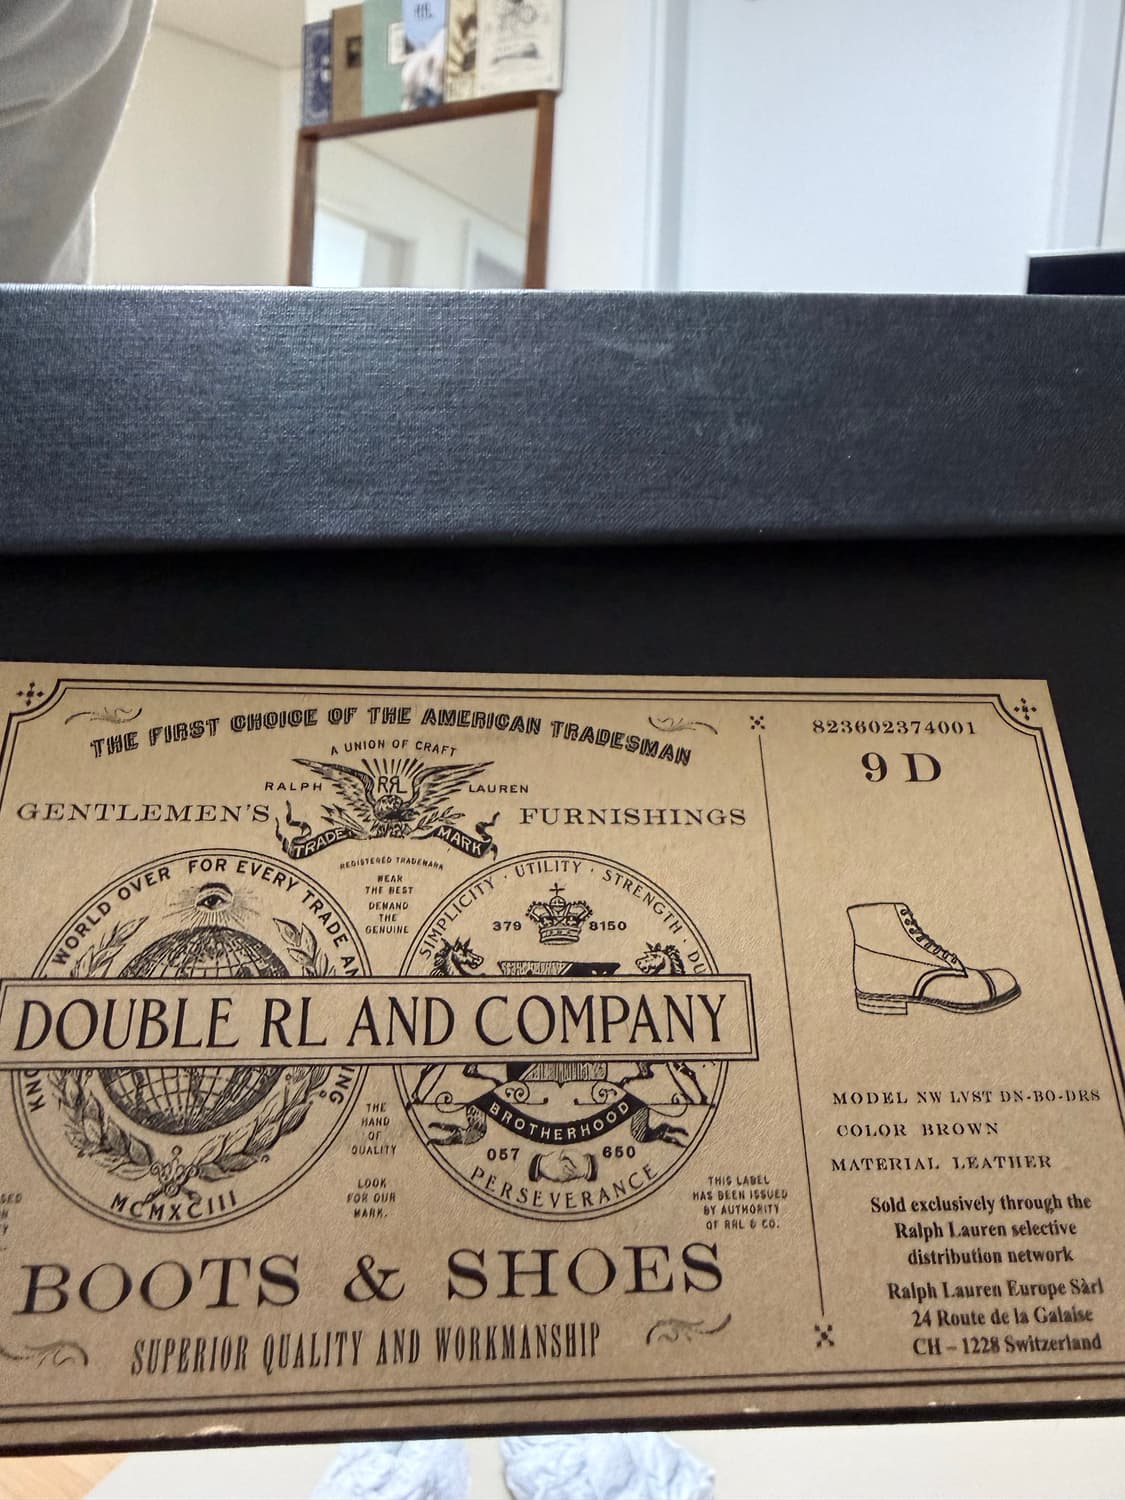 THE FIRST CHOICE OF THE AMERICAN TRADESMAN
A UNION OF CRAFT
RALPH RRL LAUREN
GENTLEMEN'S FURNISHINGS
TRADE MARK
REGISTERED TRADEMARK
WEAR
THE BEST
DEMAND
THE
GENUINE
WORLD OVER FOR EVERY TRADE
SIMPLICITY · UTILITY · STRENGTH ·
379 8150
DOUBLE RL AND COMPANY
THE
HAND
OF
QUALITY
LOOK
FOR OUR
MARK.
MCMXCIII
BROTHERHOOD
057 650
PERSEVERANCE
THIS LABEL
HAS BEEN ISSUED
BY AUTHORITY
OF RRL & CO.
BOOTS & SHOES
SUPERIOR QUALITY AND WORKMANSHIP
823602374001
9 D
MODEL NW LVST DN-BO-DRS
COLOR BROWN
MATERIAL LEATHER
Sold exclusively through the
Ralph Lauren selective
distribution network
Ralph Lauren Europe Sàrl
24 Route de la Galaise
CH – 1228 Switzerland